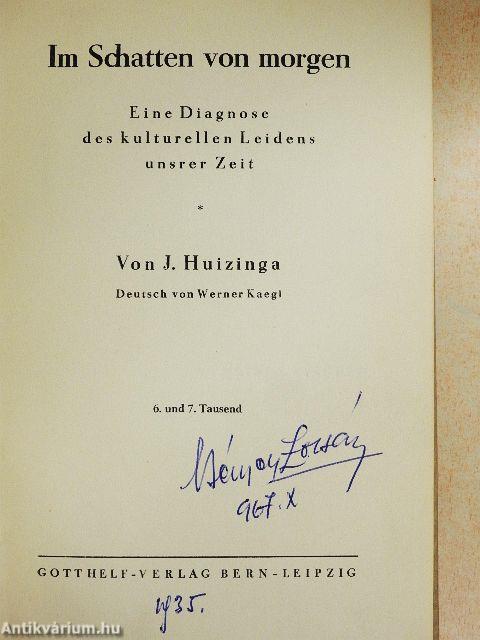 Im Schatten von morgen
Eine Diagnose
des kulturellen Leidens
unsrer Zeit
*
Von J. Huizinga
Deutsch von Werner Kaegi
6. und 7. Tausend
967. X
GOTTHELF-VERLAG BERN-LEIPZIG
1935.
Antikvárium.hu